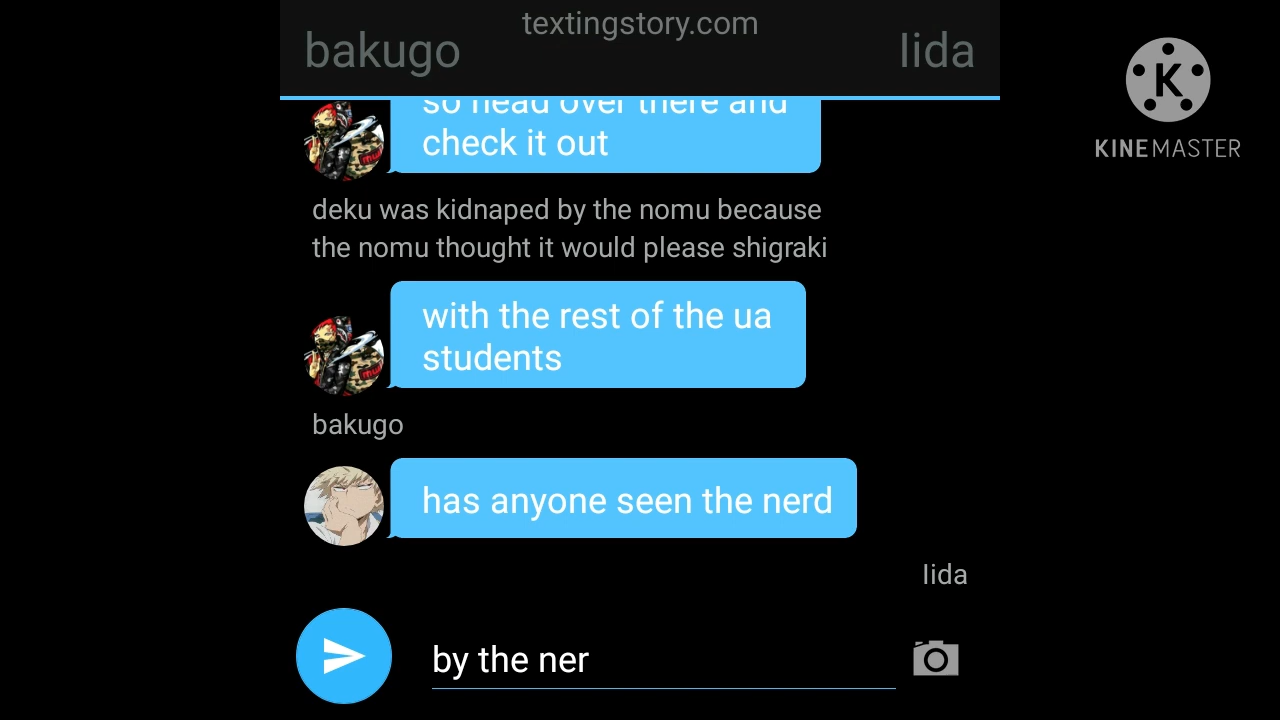 textingstory.com
bakugo
Iida
K
KINEMASTER
so head over there and
check it out
deku was kidnaped by the nomu because
the nomu thought it would please shigraki
with the rest of the ua
students
bakugo
has anyone seen the nerd
Iida
by the ner